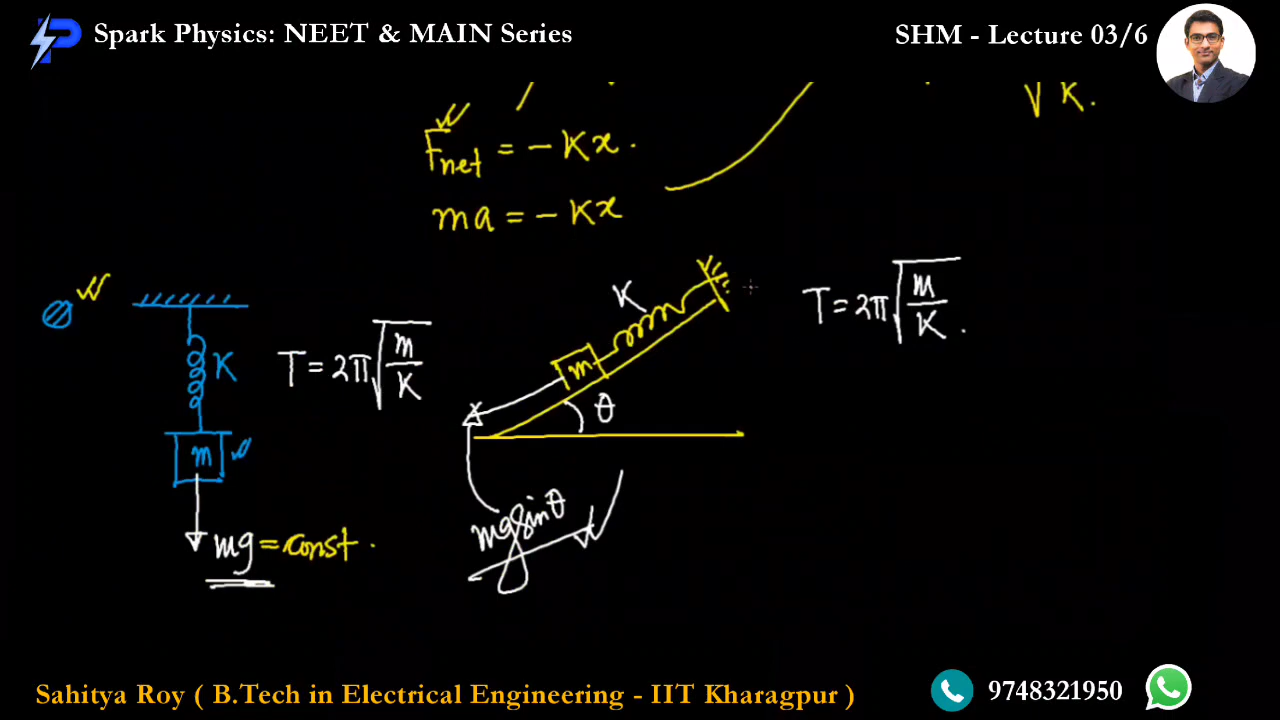 Spark Physics: NEET & MAIN Series
SHM - Lecture 03/6
√ K.
Fnet = - Kx.
ma = - Kx
K
T = 2π√(m/K)
m
mg = const.
K
m
θ
mg sinθ
T = 2π√(m/K).
Sahitya Roy ( B.Tech in Electrical Engineering - IIT Kharagpur )
9748321950